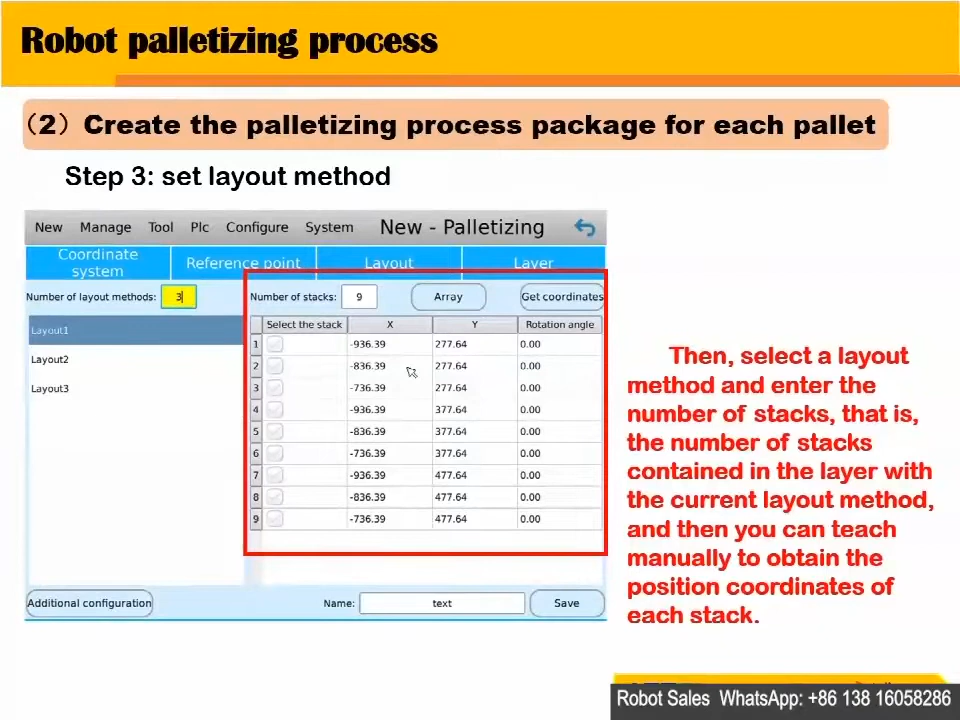 Robot palletizing process
（2）Create the palletizing process package for each pallet
Step 3: set layout method
New Manage Tool Plc Configure System New - Palletizing
Coordinate system Reference point Layout Layer
Number of layout methods: 3 Number of stacks: 9 Array Get coordinates
Select the stack X Y Rotation angle
Layout1
Layout2
Layout3
1 -936.39 277.64 0.00
2 -836.39 277.64 0.00
3 -736.39 277.64 0.00
4 -936.39 377.64 0.00
5 -836.39 377.64 0.00
6 -736.39 377.64 0.00
7 -936.39 477.64 0.00
8 -836.39 477.64 0.00
9 -736.39 477.64 0.00
Additional configuration Name: text Save
Then, select a layout
method and enter the
number of stacks, that is,
the number of stacks
contained in the layer with
the current layout method,
and then you can teach
manually to obtain the
position coordinates of
each stack.
Robot Sales WhatsApp: +86 138 16058286